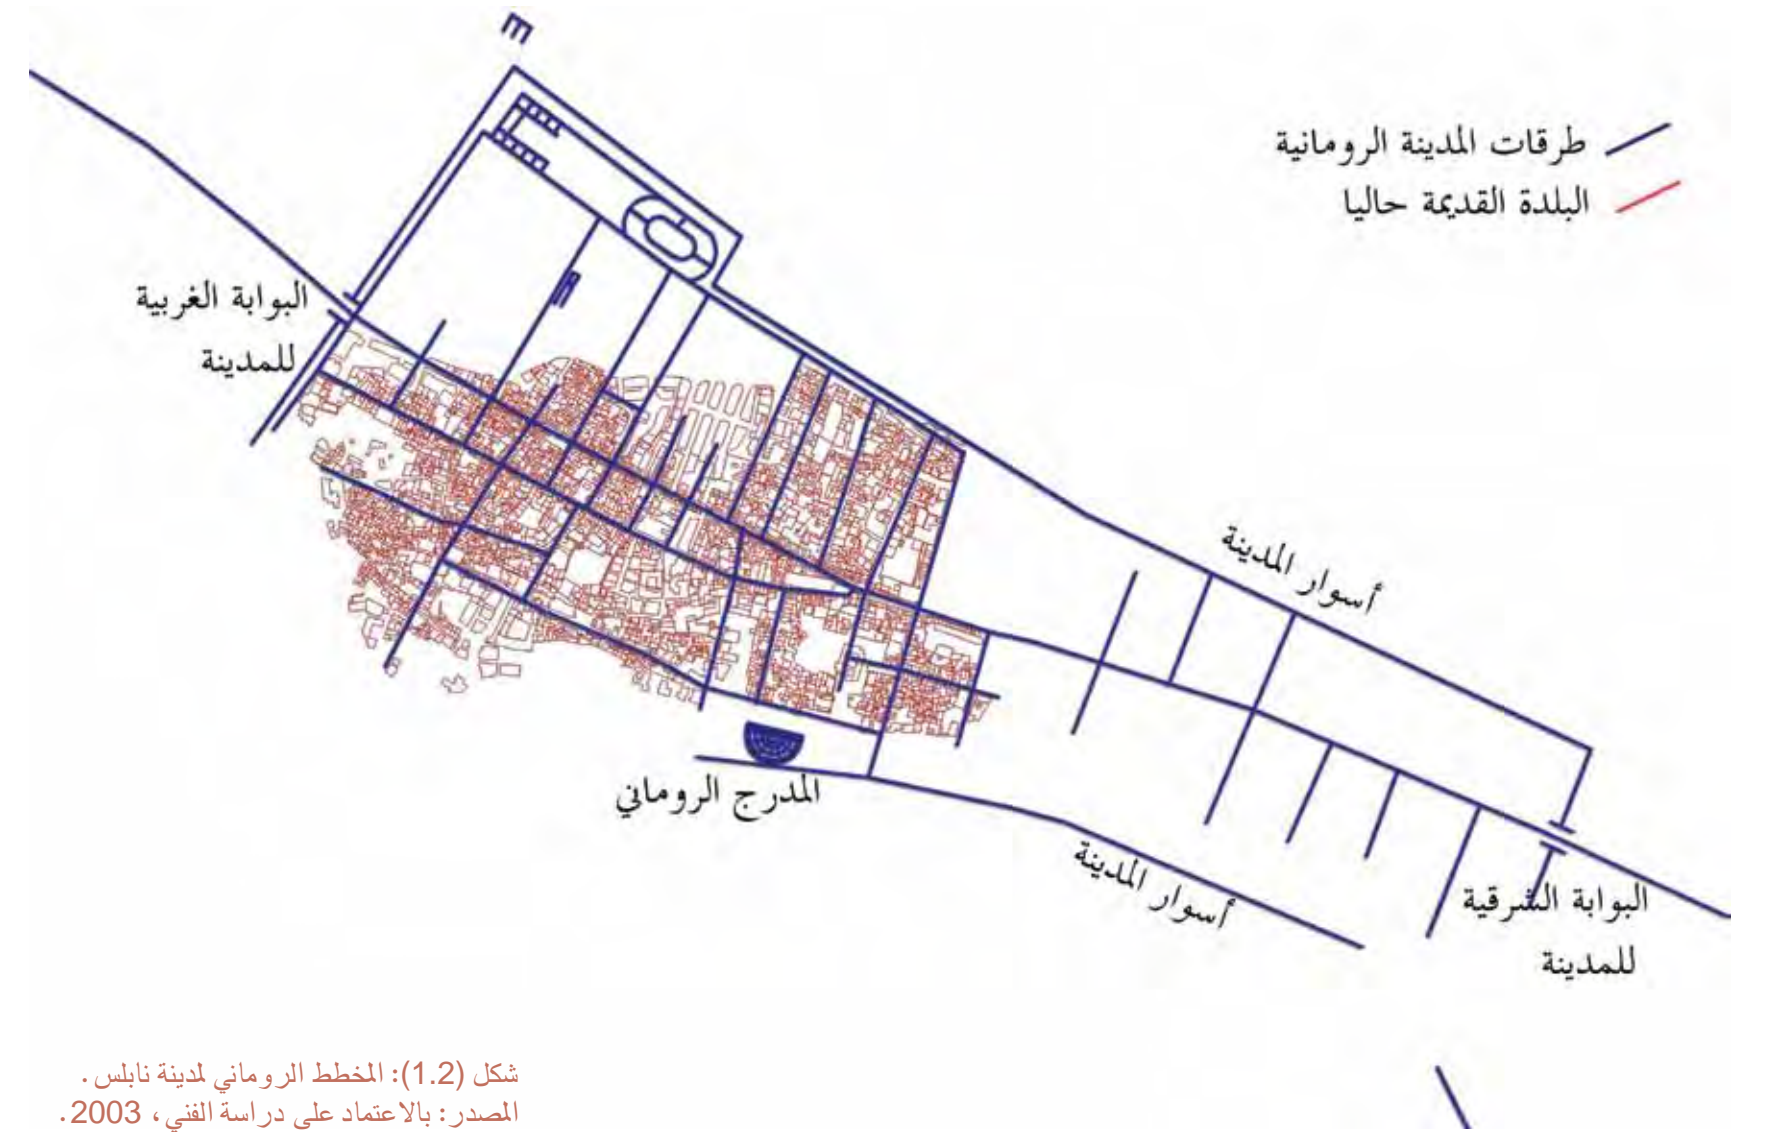 طرقات المدينة الرومانية
البلدة القديمة حاليا
البوابة الغربية
للمدينة
أسوار المدينة
المدرج الروماني
أسوار المدينة
البوابة الشرقية
للمدينة
شكل (1.2): المخطط الروماني لمدينة نابلس.
المصدر: بالاعتماد على دراسة الفني، 2003.